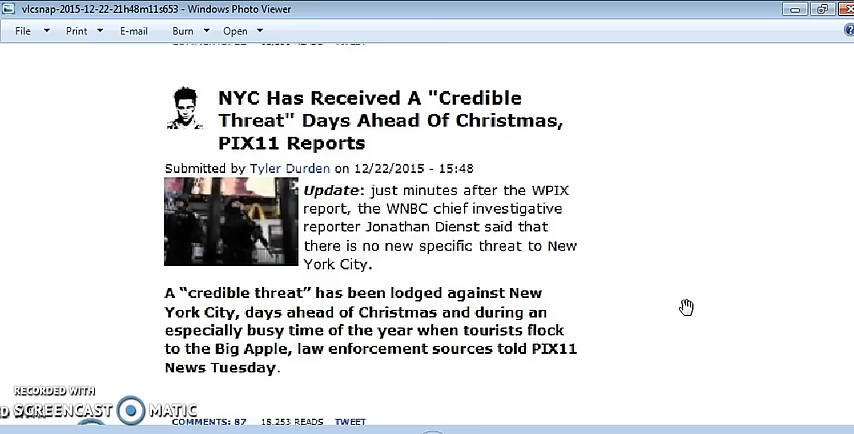 vlcsnap-2015-12-22-21h48m11s653 - Windows Photo Viewer
File Print E-mail Burn Open
NYC Has Received A "Credible
Threat" Days Ahead Of Christmas,
PIX11 Reports
Submitted by Tyler Durden on 12/22/2015 - 15:48
Update: just minutes after the WPIX
report, the WNBC chief investigative
reporter Jonathan Dienst said that
there is no new specific threat to New
York City.
A “credible threat” has been lodged against New
York City, days ahead of Christmas and during an
especially busy time of the year when tourists flock
to the Big Apple, law enforcement sources told PIX11
News Tuesday.
RECORDED WITH
SCREENCAST MATIC
COMMENTS: 87 18,253 READS TWEET